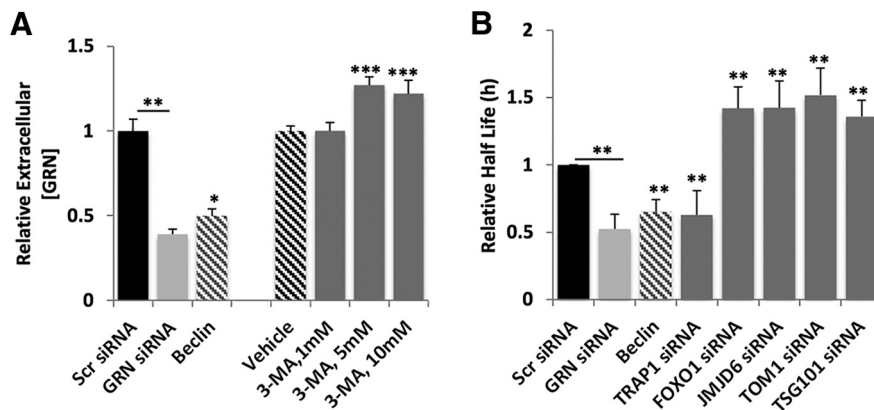 A
Relative Extracellular
[GRN]
1.5
1
0.5
0
**
*
***
***
Scr siRNA
GRN siRNA
Beclin
Vehicle
3-MA,1mM
3-MA, 5mM
3-MA, 10mM
B
Relative Half Life (h)
2
1.5
1
0.5
0
**
**
**
**
**
**
**
Scr siRNA
GRN siRNA
Beclin
TRAP1 siRNA
FOXO1 siRNA
JMJD6 siRNA
TOM1 siRNA
TSG101 siRNA